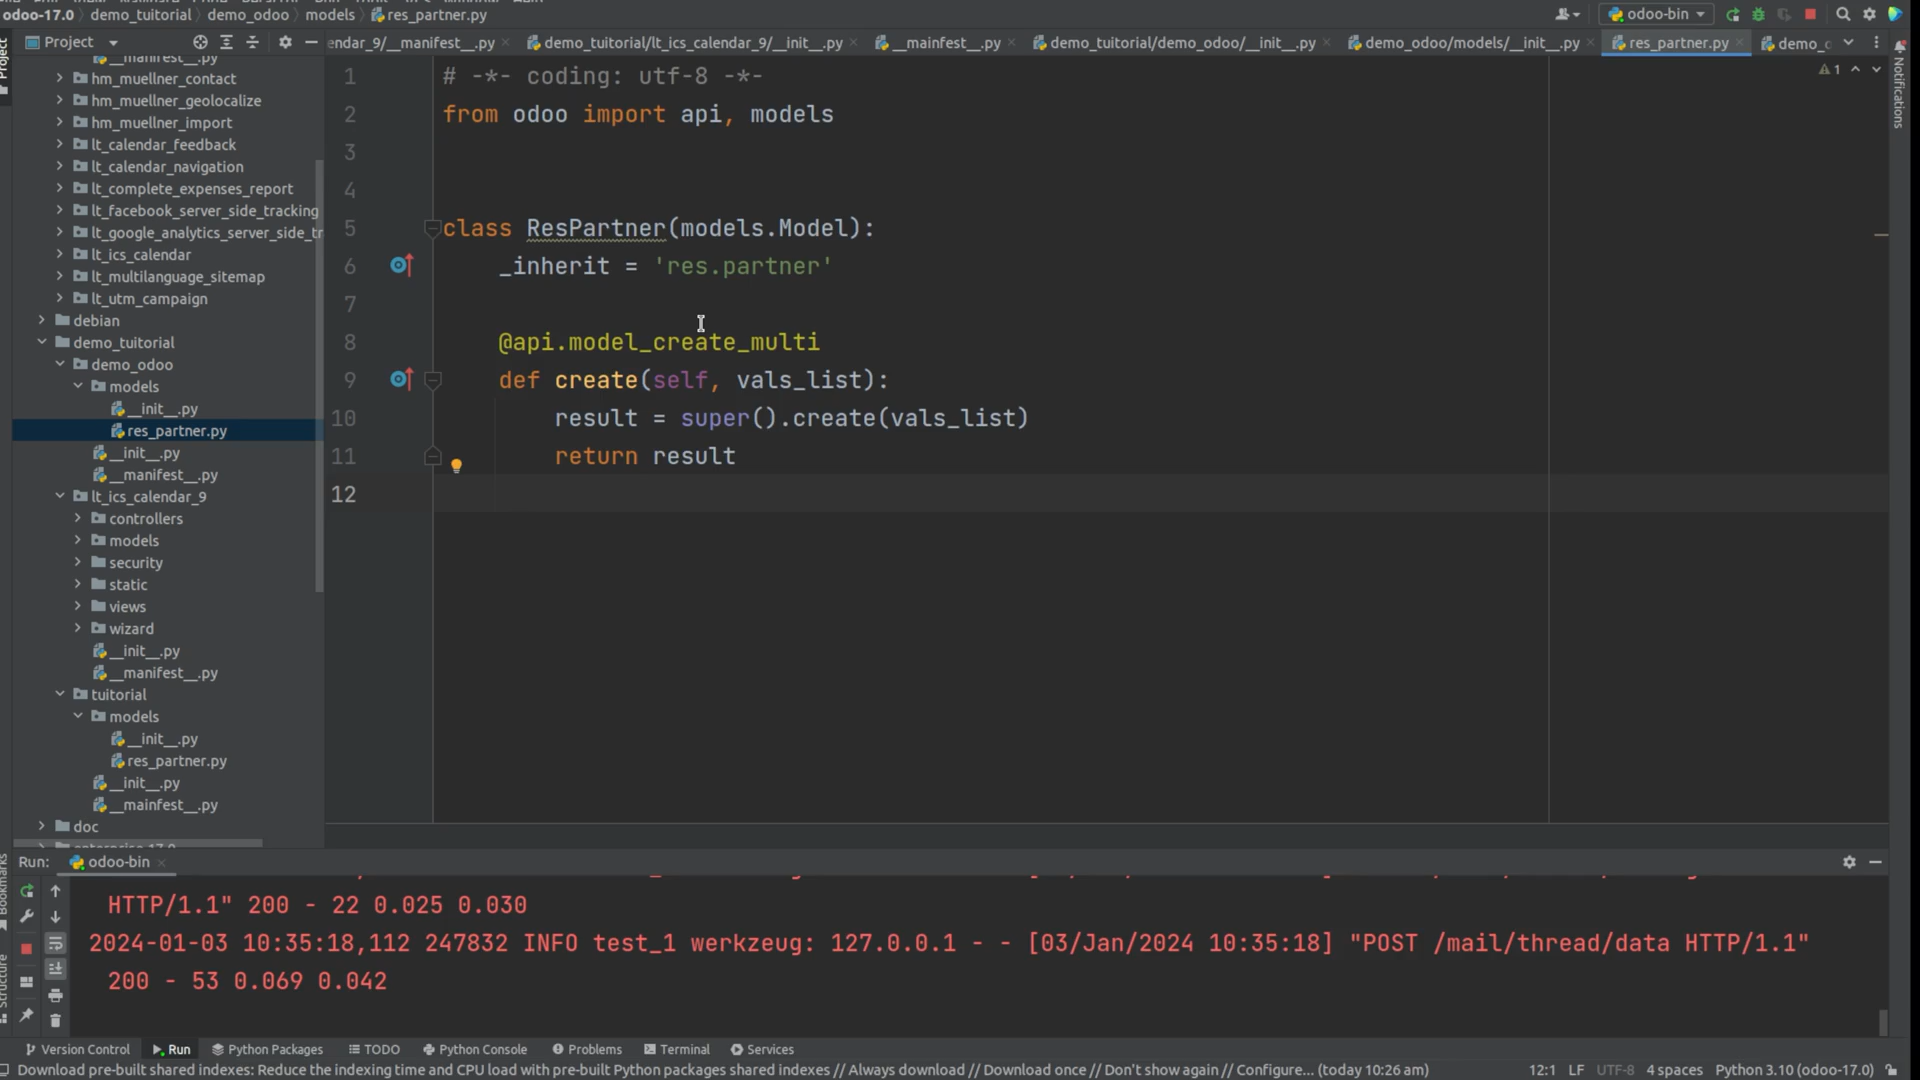 odoo-17.0 demo_tuitorial demo_odoo models res_partner.py
odoo-bin
Project
endar_9/__manifest__.py
demo_tuitorial/lt_ics_calendar_9/__init__.py
__mainfest__.py
demo_tuitorial/demo_odoo/__init__.py
demo_odoo/models/__init__.py
res_partner.py
demo_
Project
Notifications
1
__manifest__.py
hm_muellner_contact
hm_muellner_geolocalize
hm_muellner_import
lt_calendar_feedback
lt_calendar_navigation
lt_complete_expenses_report
lt_facebook_server_side_tracking
lt_google_analytics_server_side_tr
lt_ics_calendar
lt_multilanguage_sitemap
lt_utm_campaign
debian
demo_tuitorial
demo_odoo
models
__init__.py
res_partner.py
__init__.py
__manifest__.py
lt_ics_calendar_9
controllers
models
security
static
views
wizard
__init__.py
__manifest__.py
tuitorial
models
__init__.py
res_partner.py
__init__.py
__mainfest__.py
doc
1 # -*- coding: utf-8 -*-
2 from odoo import api, models
3
4
5 class ResPartner(models.Model):
6 _inherit = 'res.partner'
7
8 @api.model_create_multi
9 def create(self, vals_list):
10 result = super().create(vals_list)
11 return result
12
Run: odoo-bin
HTTP/1.1" 200 - 22 0.025 0.030
2024-01-03 10:35:18,112 247832 INFO test_1 werkzeug: 127.0.0.1 - - [03/Jan/2024 10:35:18] "POST /mail/thread/data HTTP/1.1"
200 - 53 0.069 0.042
Bookmarks
Structure
Version Control Run Python Packages TODO Python Console Problems Terminal Services
Download pre-built shared indexes: Reduce the indexing time and CPU load with pre-built Python packages shared indexes // Always download // Download once // Don't show again // Configure... (today 10:26 am)
12:1 LF UTF-8 4 spaces Python 3.10 (odoo-17.0)